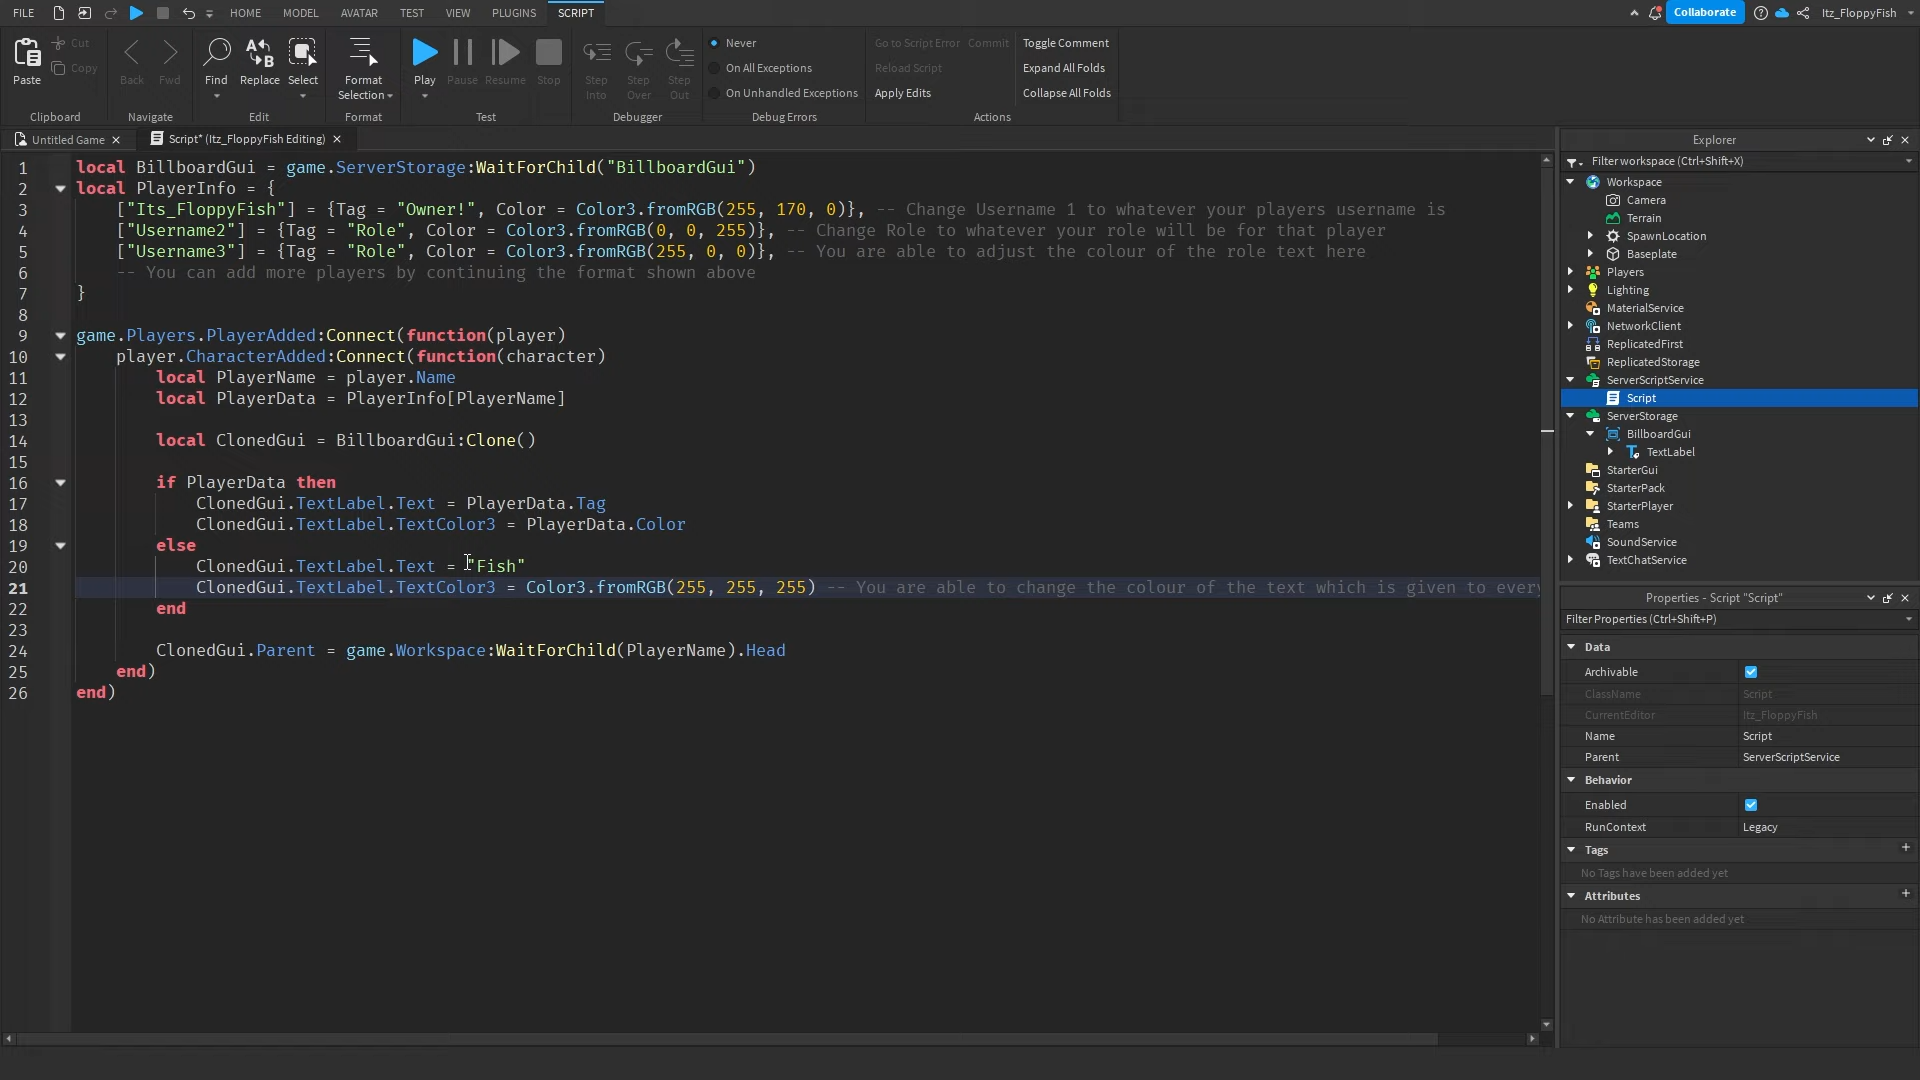 FILE HOME MODEL AVATAR TEST VIEW PLUGINS SCRIPT Collaborate Itz_FloppyFish
Paste Cut Copy Back Fwd Find Replace Select Format Selection Play Pause Resume Stop Step Into Step Over Step Out
Never Go to Script Error Commit Toggle Comment
On All Exceptions Reload Script Expand All Folds
On Unhandled Exceptions Apply Edits Collapse All Folds
Clipboard Navigate Edit Format Test Debugger Debug Errors Actions
Untitled Game Script* (Itz_FloppyFish Editing)
1 local BillboardGui = game.ServerStorage:WaitForChild("BillboardGui")
2 local PlayerInfo = {
3 ["Its_FloppyFish"] = {Tag = "Owner!", Color = Color3.fromRGB(255, 170, 0)}, -- Change Username 1 to whatever your players username is
4 ["Username2"] = {Tag = "Role", Color = Color3.fromRGB(0, 0, 255)}, -- Change Role to whatever your role will be for that player
5 ["Username3"] = {Tag = "Role", Color = Color3.fromRGB(255, 0, 0)}, -- You are able to adjust the colour of the role text here
6 -- You can add more players by continuing the format shown above
7 }
8
9 game.Players.PlayerAdded:Connect(function(player)
10 player.CharacterAdded:Connect(function(character)
11 local PlayerName = player.Name
12 local PlayerData = PlayerInfo[PlayerName]
13
14 local ClonedGui = BillboardGui:Clone()
15
16 if PlayerData then
17 ClonedGui.TextLabel.Text = PlayerData.Tag
18 ClonedGui.TextLabel.TextColor3 = PlayerData.Color
19 else
20 ClonedGui.TextLabel.Text = "Fish"
21 ClonedGui.TextLabel.TextColor3 = Color3.fromRGB(255, 255, 255) -- You are able to change the colour of the text which is given to every
22 end
23
24 ClonedGui.Parent = game.Workspace:WaitForChild(PlayerName).Head
25 end)
26 end)
Explorer
Filter workspace (Ctrl+Shift+X)
Workspace
Camera
Terrain
SpawnLocation
Baseplate
Players
Lighting
MaterialService
NetworkClient
ReplicatedFirst
ReplicatedStorage
ServerScriptService
Script
ServerStorage
BillboardGui
TextLabel
StarterGui
StarterPack
StarterPlayer
Teams
SoundService
TextChatService
Properties - Script "Script"
Filter Properties (Ctrl+Shift+P)
Data
Archivable
ClassName Script
CurrentEditor Itz_FloppyFish
Name Script
Parent ServerScriptService
Behavior
Enabled
RunContext Legacy
Tags +
No Tags have been added yet
Attributes +
No Attribute has been added yet